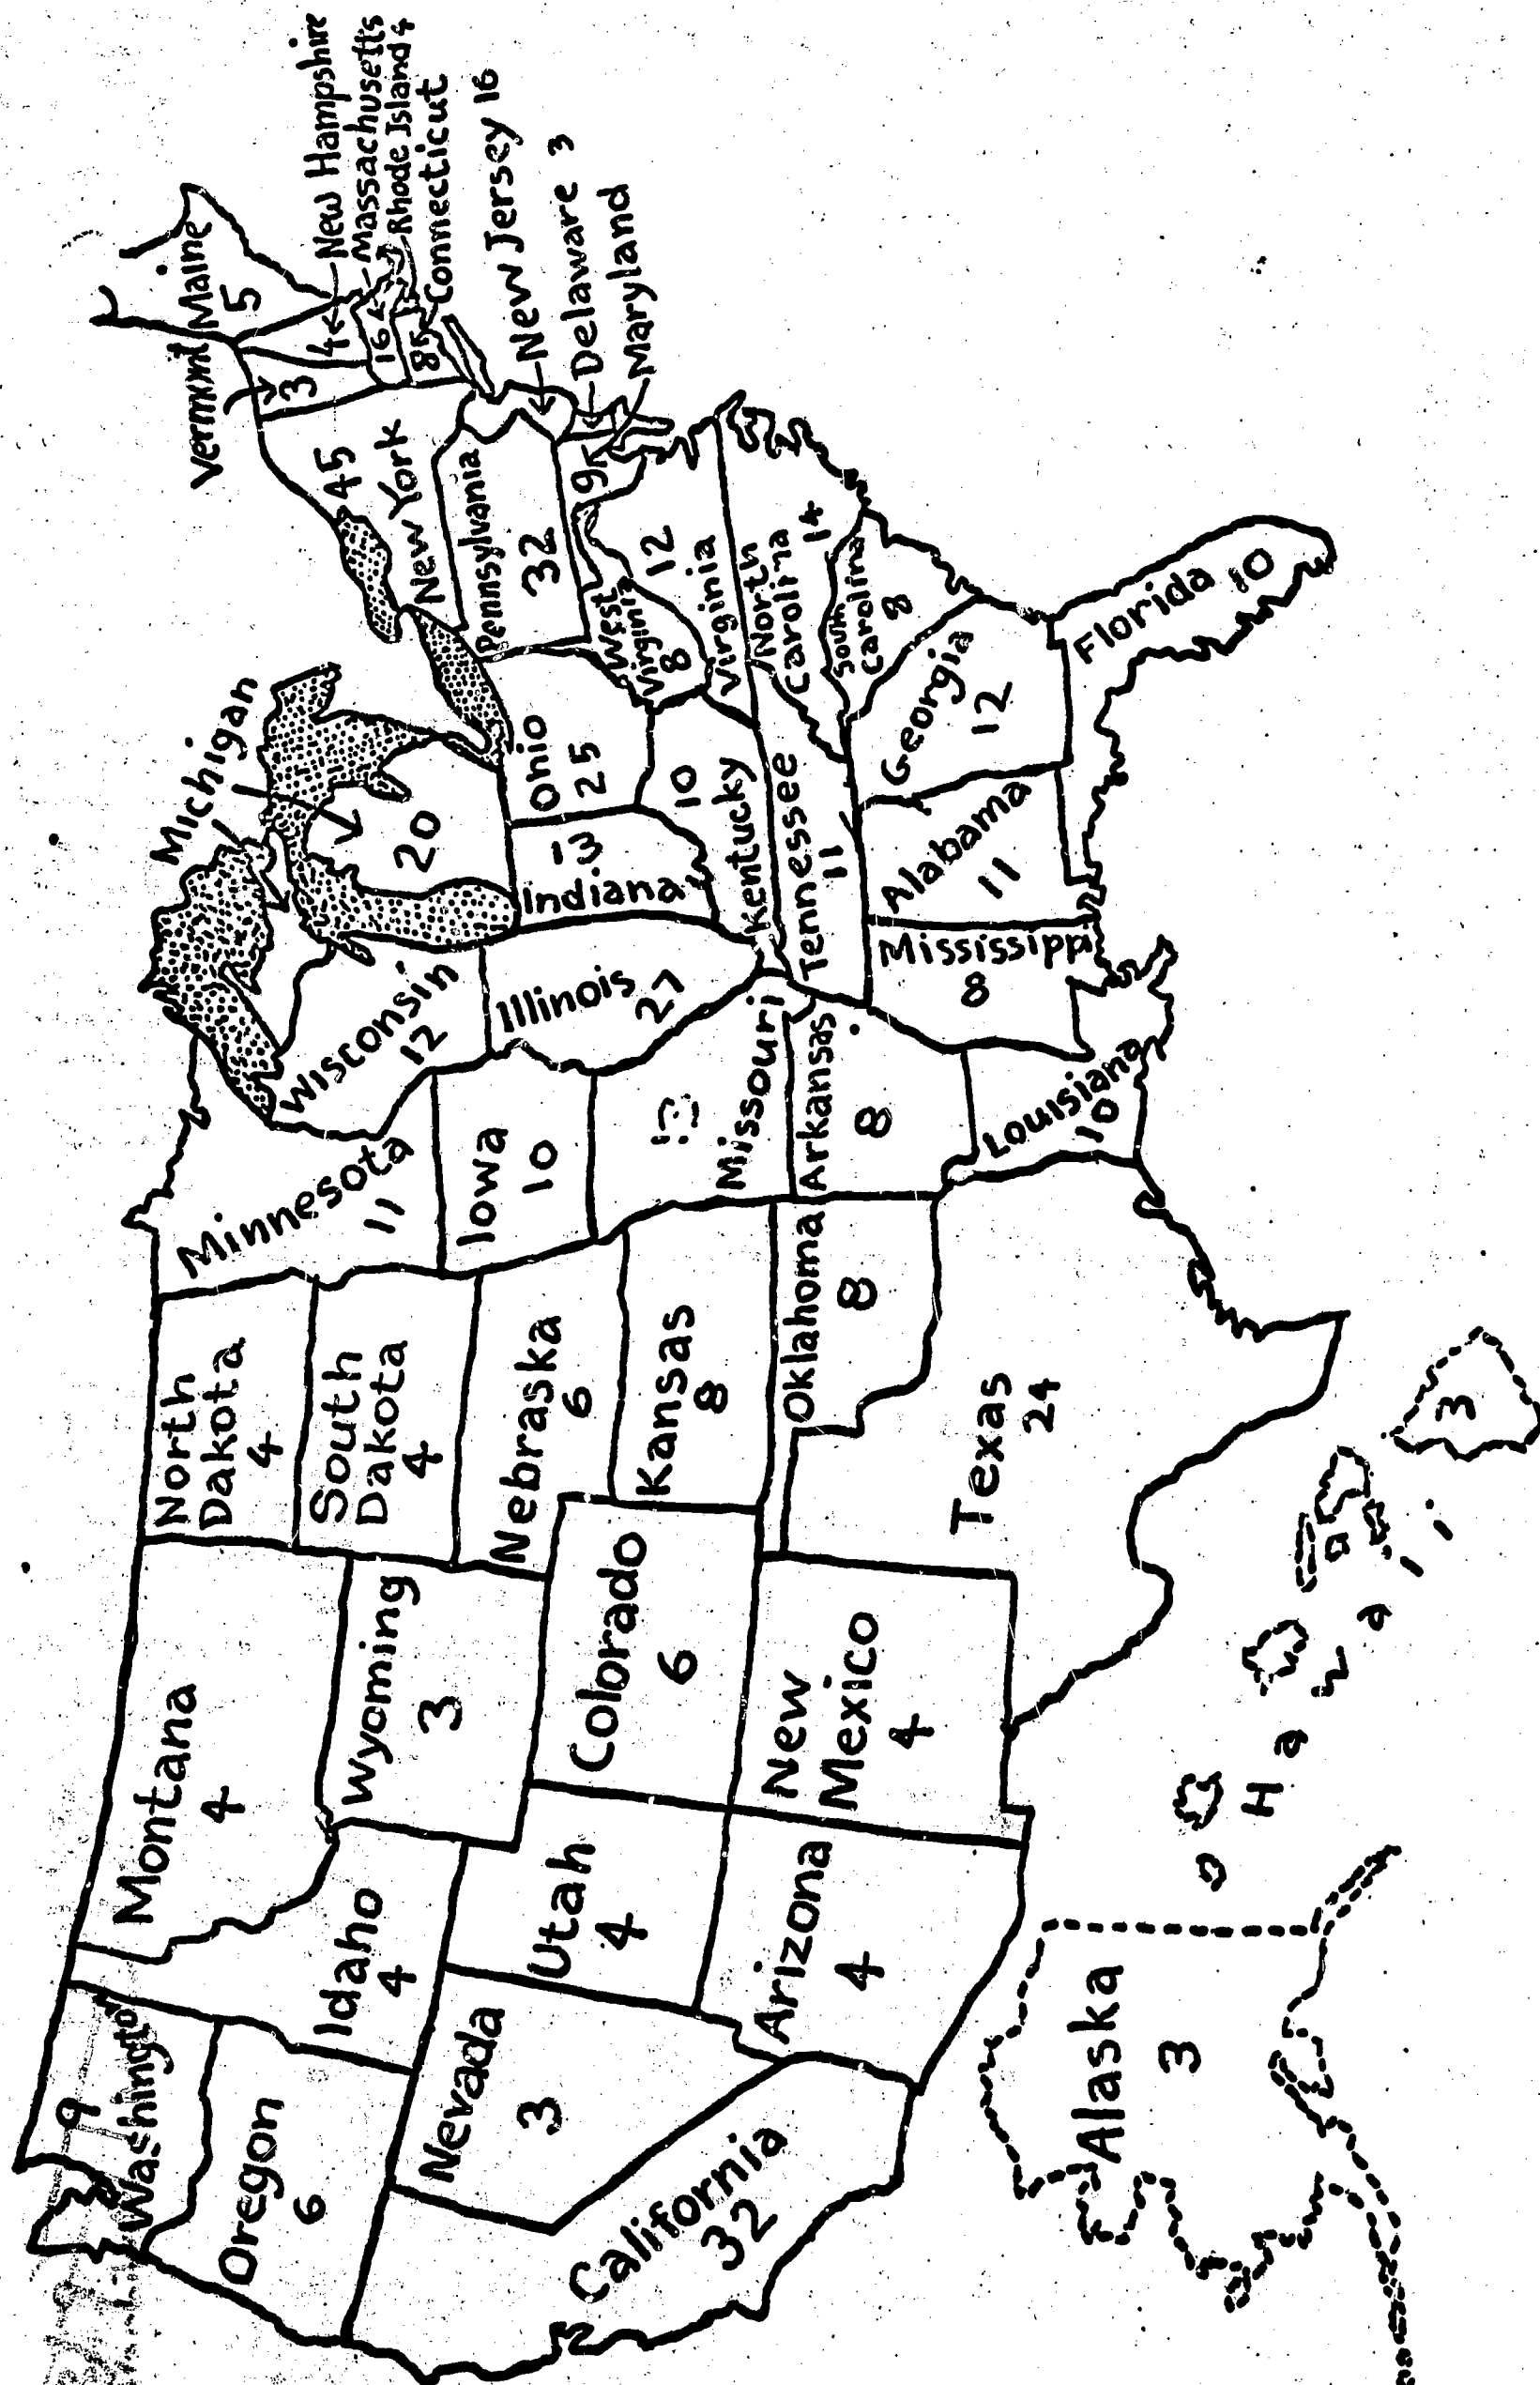 Washington
9
Oregon
6
California
32
Nevada
3
Idaho
4
Montana
4
Wyoming
3
Utah
4
Arizona
4
Colorado
6
New
Mexico
4
North
Dakota
4
South
Dakota
4
Nebraska
6
Kansas
8
Oklahoma
8
Texas
24
Minnesota
11
Iowa
10
Missouri
13
Arkansas
8
Louisiana
10
Wisconsin
12
Illinois
27
Michigan
20
Indiana
13
Ohio
25
Kentucky
10
Tennessee
11
Mississippi
8
Alabama
11
Georgia
12
Florida 10
South
Carolina
8
North
Carolina
14
Virginia
12
West
Virginia
8
Pennsylvania
32
New York
45
Vermont
3
Maine
5
New Hampshire
4
Massachusetts
16
Rhode Island 4
Connecticut
8
New Jersey 16
Delaware 3
Maryland
9
Alaska
3
Hawaii
3